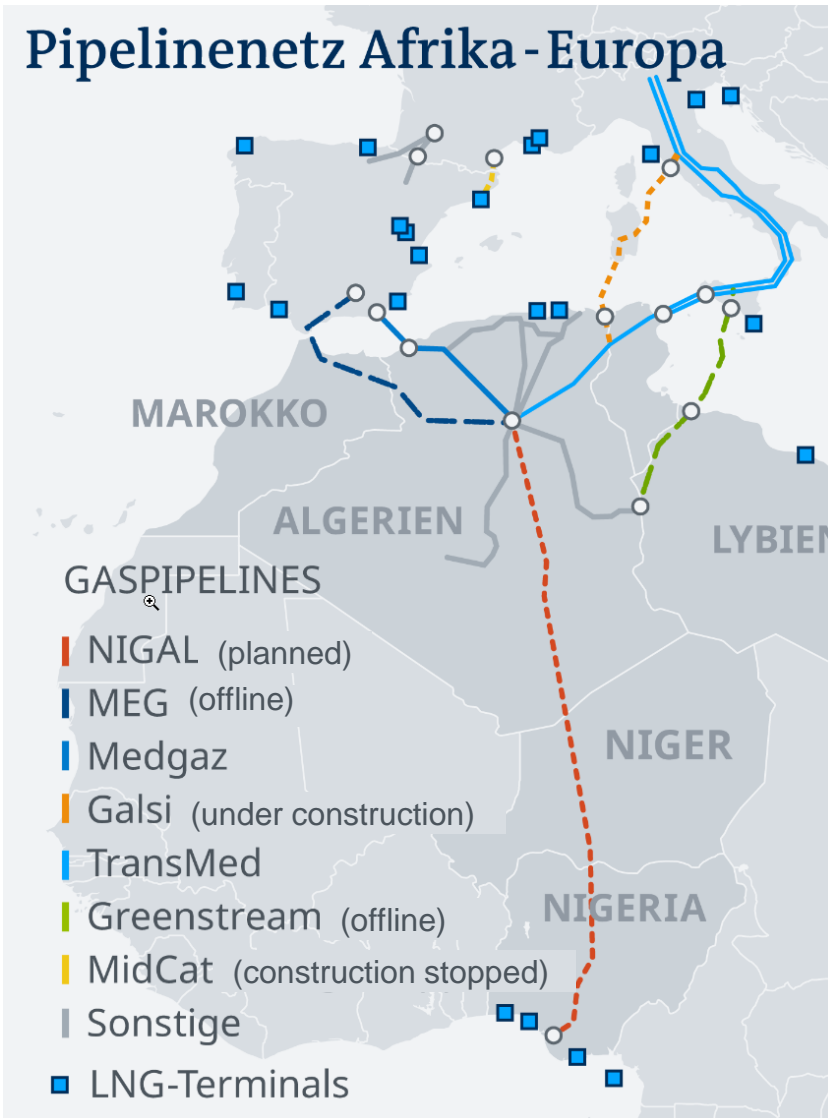 Pipelinenetz Afrika-Europa
MAROKKO
ALGERIEN
LYBIEN
GASPIPELINES
NIGAL (planned)
MEG (offline)
NIGER
Medgaz
Galsi (under construction)
TransMed
NIGERIA
Greenstream (offline)
MidCat (construction stopped)
Sonstige
LNG-Terminals